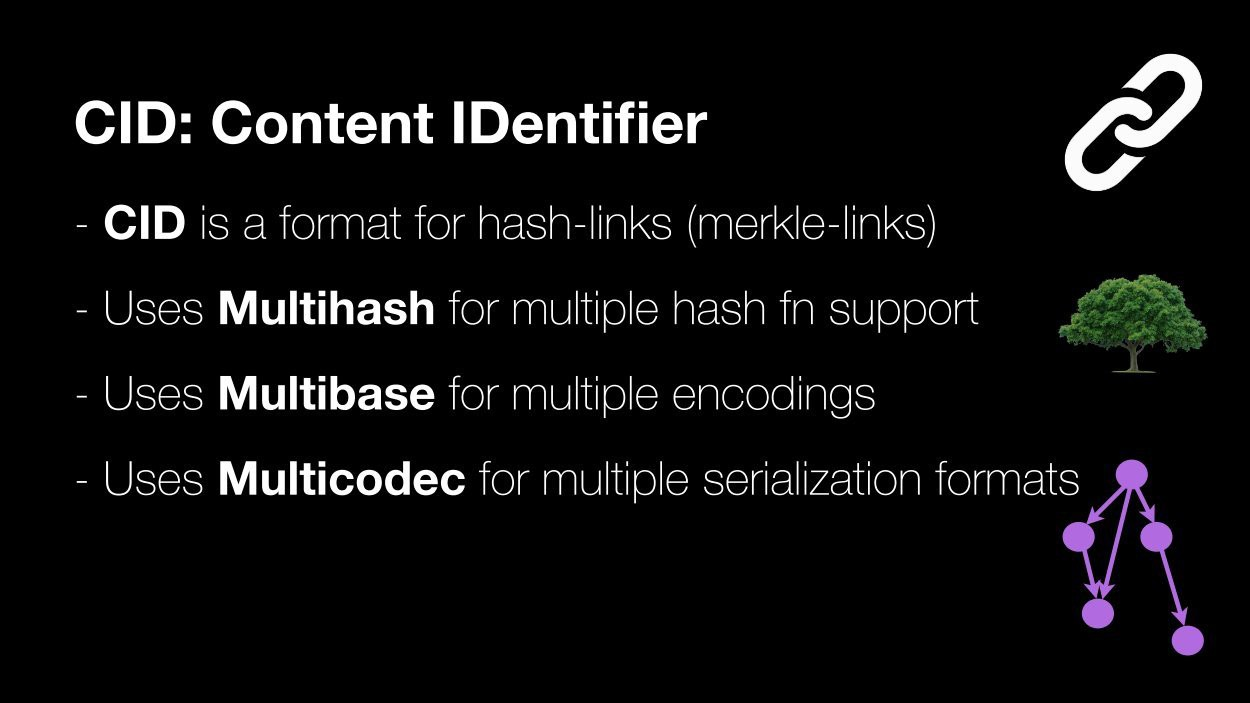 CID: Content IDentifier
- CID is a format for hash-links (merkle-links)
- Uses Multihash for multiple hash fn support
- Uses Multibase for multiple encodings
- Uses Multicodec for multiple serialization formats